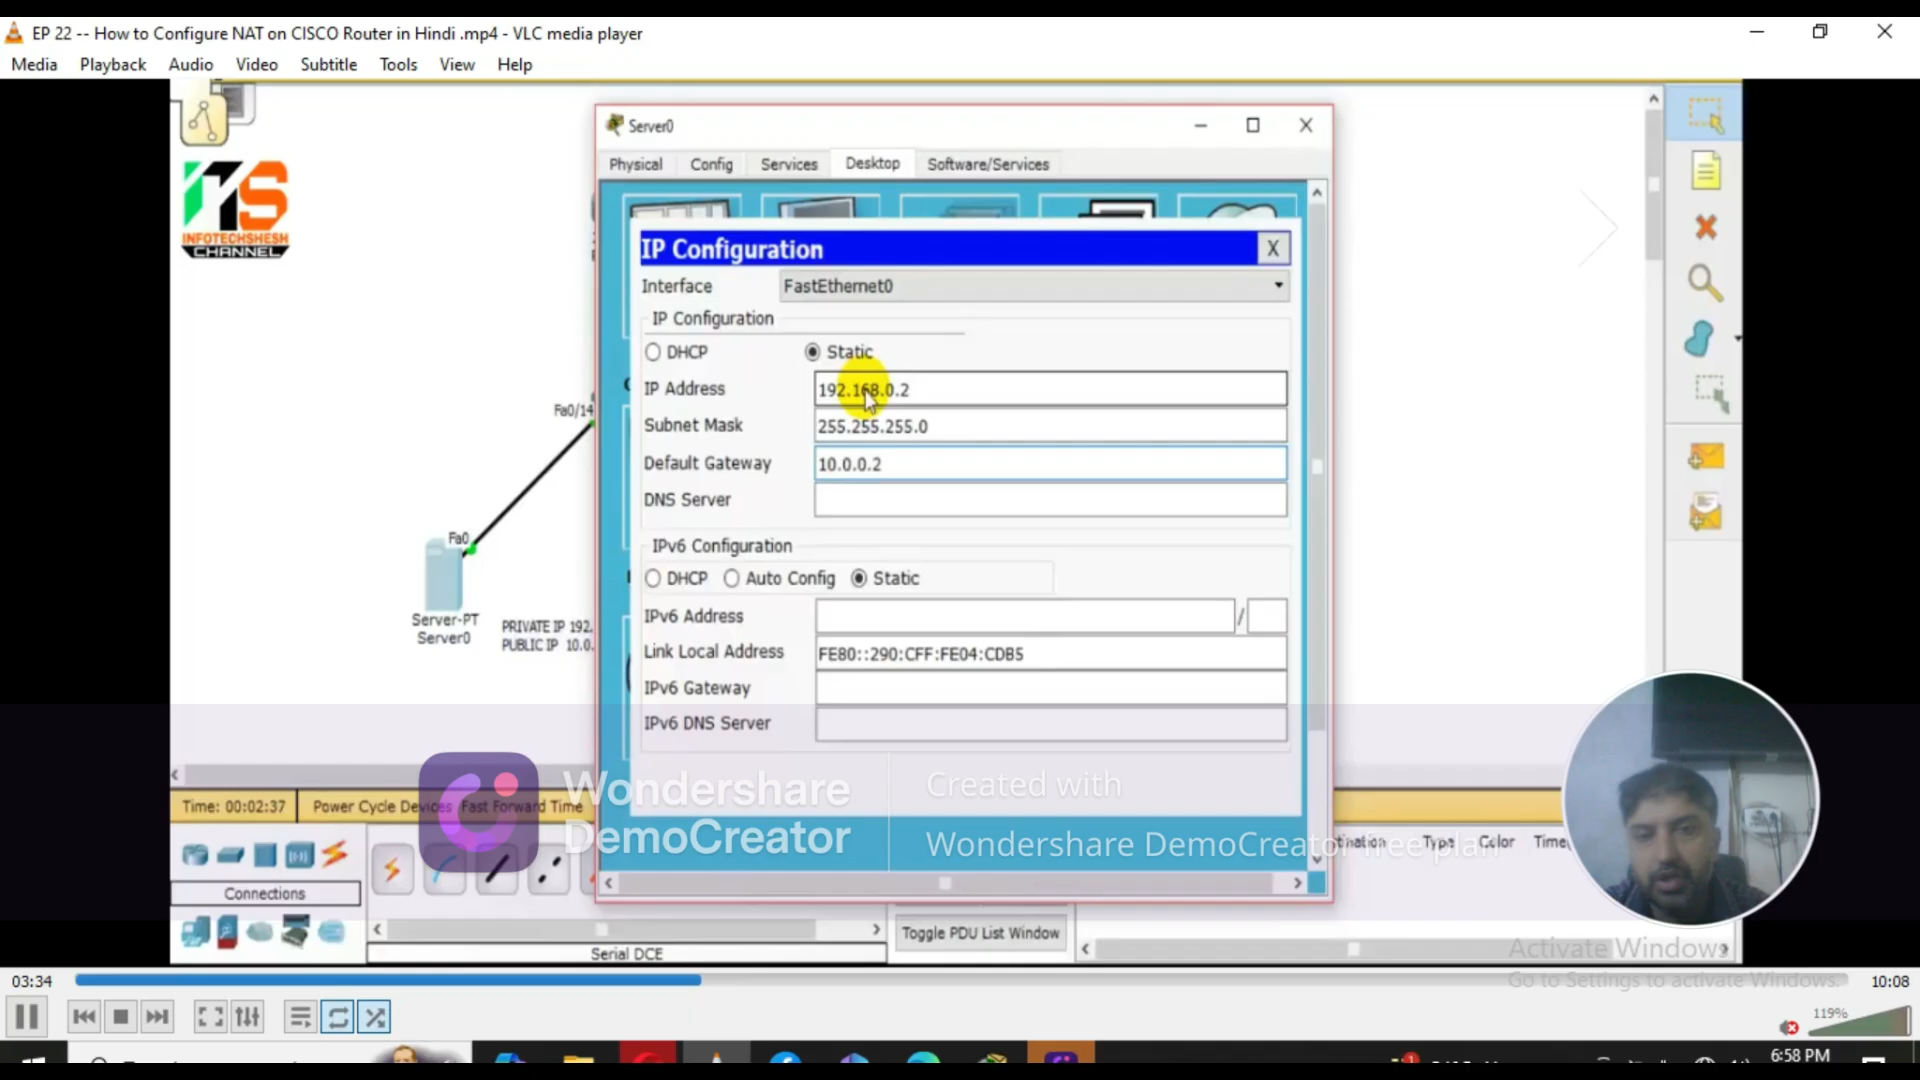 EP 22 -- How to Configure NAT on CISCO Router in Hindi .mp4 - VLC media player
Media Playback Audio Video Subtitle Tools View Help
Server0
Physical Config Services Desktop Software/Services
ITS
INFOTECHSHESH
CHANNEL
IP Configuration X
Interface FastEthernet0
IP Configuration
DHCP Static
IP Address 192.168.0.2
Subnet Mask 255.255.255.0
Default Gateway 10.0.0.2
DNS Server
IPv6 Configuration
DHCP Auto Config Static
IPv6 Address /
Link Local Address FE80::290:CFF:FE04:CDB5
IPv6 Gateway
IPv6 DNS Server
Fa0/14
Fa0
Server-PT
Server0
PRIVATE IP 192.
PUBLIC IP 10.0.
Time: 00:02:37 Power Cycle Devices Fast Forward Time
Wondershare
DemoCreator
Created with
Wondershare DemoCreator free plan
Type Color
Connections
Toggle PDU List Window
Serial DCE
Activate Windows
Go to Settings to activate Windows.
03:34 10:08
119%
6:58 PM